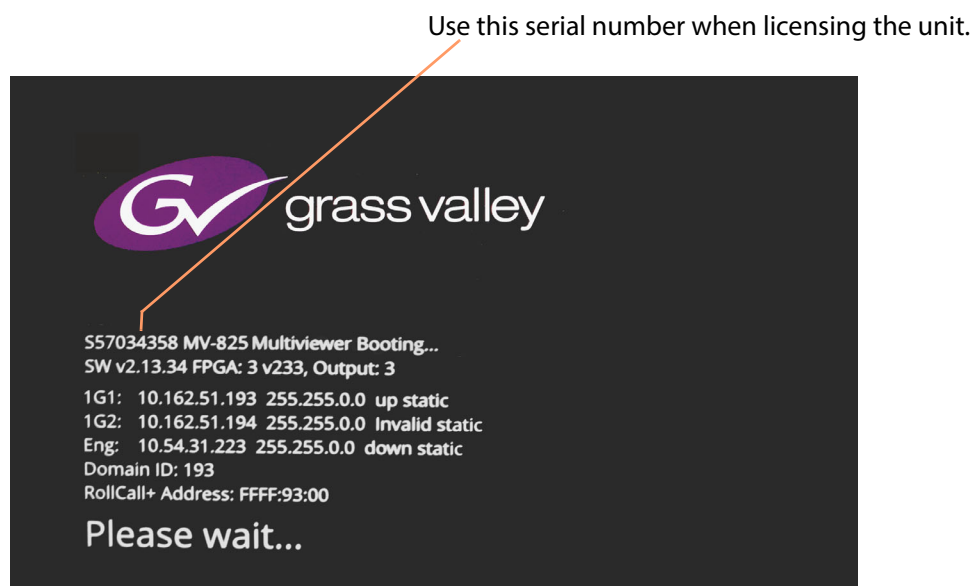 Use this serial number when licensing the unit.
GV grass valley
S57034358 MV-825 Multiviewer Booting...
SW v2.13.34 FPGA: 3 v233, Output: 3
1G1: 10.162.51.193 255.255.0.0 up static
1G2: 10.162.51.194 255.255.0.0 Invalid static
Eng: 10.54.31.223 255.255.0.0 down static
Domain ID: 193
RollCall+ Address: FFFF:93:00
Please wait...